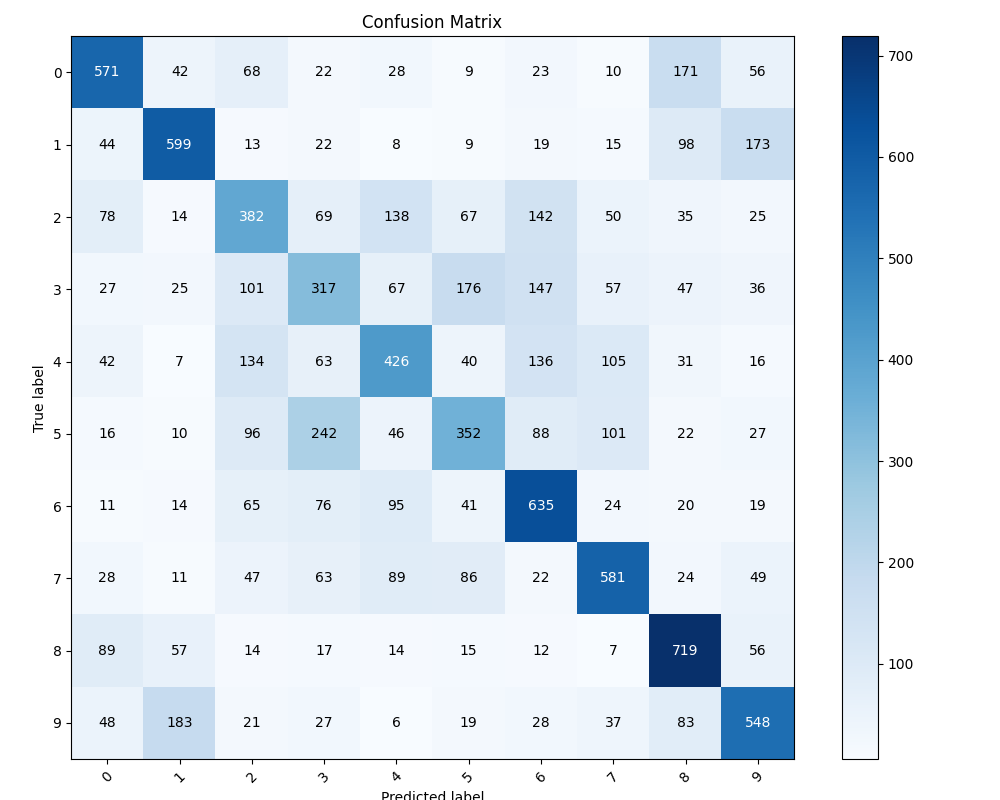 Confusion Matrix
0 571 42 68 22 28 9 23 10 171 56
1 44 599 13 22 8 9 19 15 98 173
2 78 14 382 69 138 67 142 50 35 25
3 27 25 101 317 67 176 147 57 47 36
4 42 7 134 63 426 40 136 105 31 16
5 16 10 96 242 46 352 88 101 22 27
6 11 14 65 76 95 41 635 24 20 19
7 28 11 47 63 89 86 22 581 24 49
8 89 57 14 17 14 15 12 7 719 56
9 48 183 21 27 6 19 28 37 83 548
True label
0 1 2 3 4 5 6 7 8 9
Predicted label
700
600
500
400
300
200
100